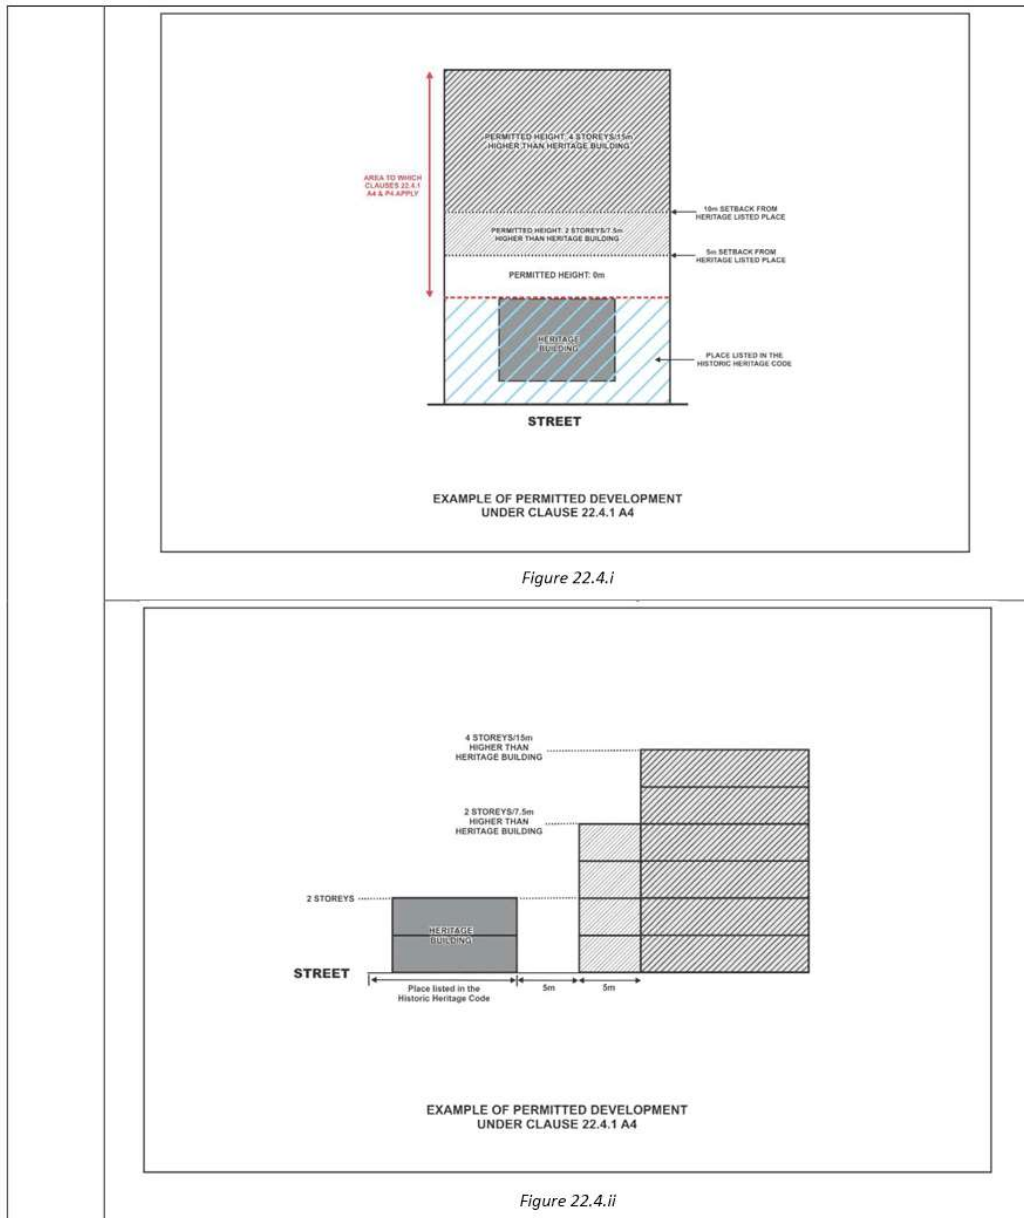 PERMITTED HEIGHT: 4 STOREYS/15m
HIGHER THAN HERITAGE BUILDING
AREA TO WHICH
CLAUSES 22.4.1
A4 & P4 APPLY
10m SETBACK FROM
HERITAGE LISTED PLACE
PERMITTED HEIGHT: 2 STOREYS/7.5m
HIGHER THAN HERITAGE BUILDING
5m SETBACK FROM
HERITAGE LISTED PLACE
PERMITTED HEIGHT: 0m
HERITAGE
BUILDING
PLACE LISTED IN THE
HISTORIC HERITAGE CODE
STREET
EXAMPLE OF PERMITTED DEVELOPMENT
UNDER CLAUSE 22.4.1 A4
Figure 22.4.i
4 STOREYS/15m
HIGHER THAN
HERITAGE BUILDING
2 STOREYS/7.5m
HIGHER THAN
HERITAGE BUILDING
2 STOREYS
HERITAGE
BUILDING
STREET
Place listed in the
Historic Heritage Code
5m
5m
EXAMPLE OF PERMITTED DEVELOPMENT
UNDER CLAUSE 22.4.1 A4
Figure 22.4.ii